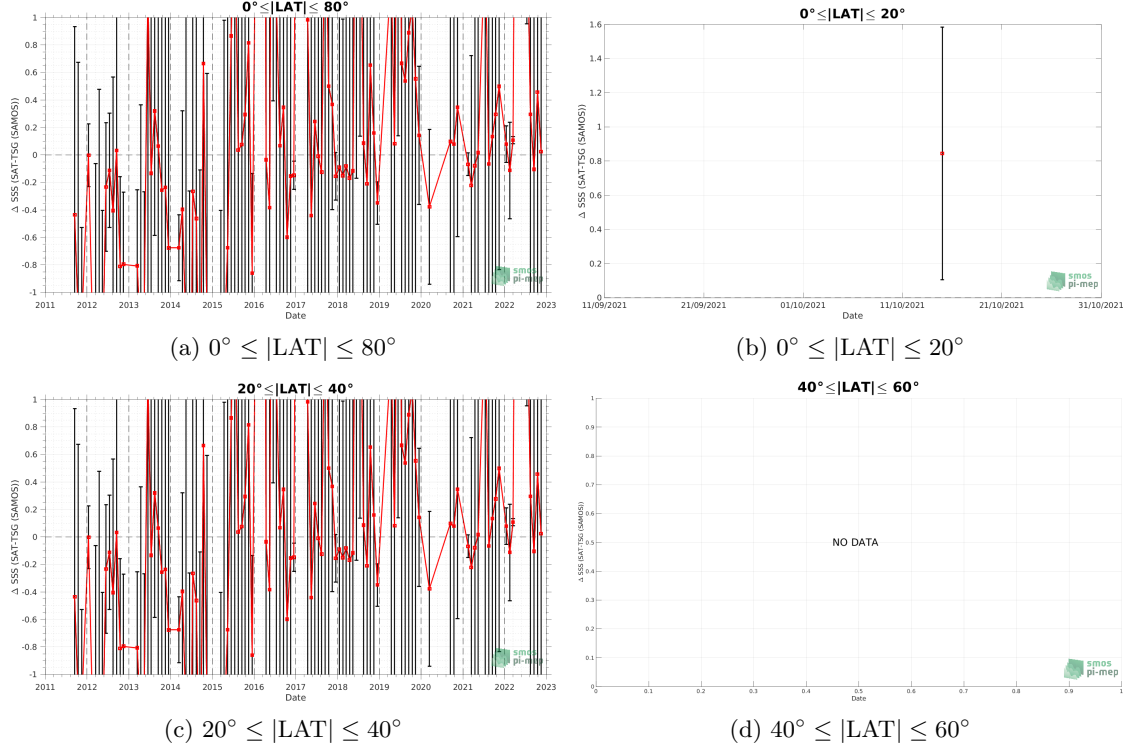 0°≤|LAT|≤ 80°
Δ SSS (SAT-TSG (SAMOS))
1
0.8
0.6
0.4
0.2
0
-0.2
-0.4
-0.6
-0.8
-1
2011 2012 2013 2014 2015 2016 2017 2018 2019 2020 2021 2022 2023
Date
smos
pi-mep
(a) 0° ≤ |LAT| ≤ 80°
0°≤|LAT|≤ 20°
Δ SSS (SAT-TSG (SAMOS))
1.6
1.4
1.2
1
0.8
0.6
0.4
0.2
0
11/09/2021 21/09/2021 01/10/2021 11/10/2021 21/10/2021 31/10/2021
Date
smos
pi-mep
(b) 0° ≤ |LAT| ≤ 20°
20°≤|LAT|≤ 40°
Δ SSS (SAT-TSG (SAMOS))
1
0.8
0.6
0.4
0.2
0
-0.2
-0.4
-0.6
-0.8
-1
2011 2012 2013 2014 2015 2016 2017 2018 2019 2020 2021 2022 2023
Date
smos
pi-mep
(c) 20° ≤ |LAT| ≤ 40°
40°≤|LAT|≤ 60°
Δ SSS (SAT-TSG (SAMOS))
1
0.9
0.8
0.7
0.6
0.5
0.4
0.3
0.2
0.1
0
NO DATA
0 0.1 0.2 0.3 0.4 0.5 0.6 0.7 0.8 0.9 1
Date
smos
pi-mep
(d) 40° ≤ |LAT| ≤ 60°